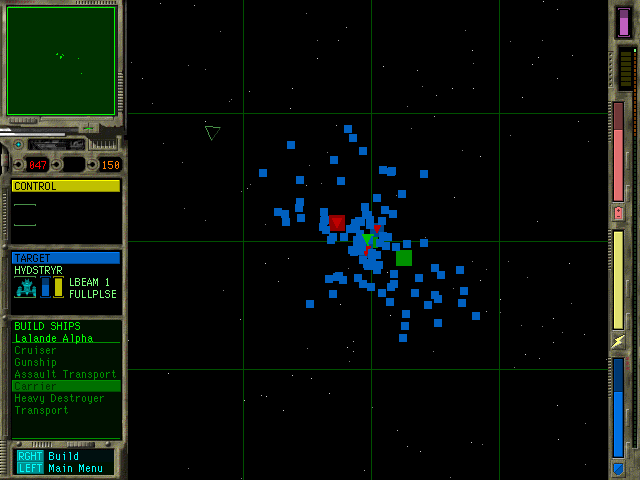 047 150
CONTROL
TARGET
HYDSTRYR
LBEAM 1
FULLPLSE
BUILD SHIPS
Lalande Alpha
Cruiser
Gunship
Assault Transport
Carrier
Heavy Destroyer
Transport
RGHT Build
LEFT Main Menu